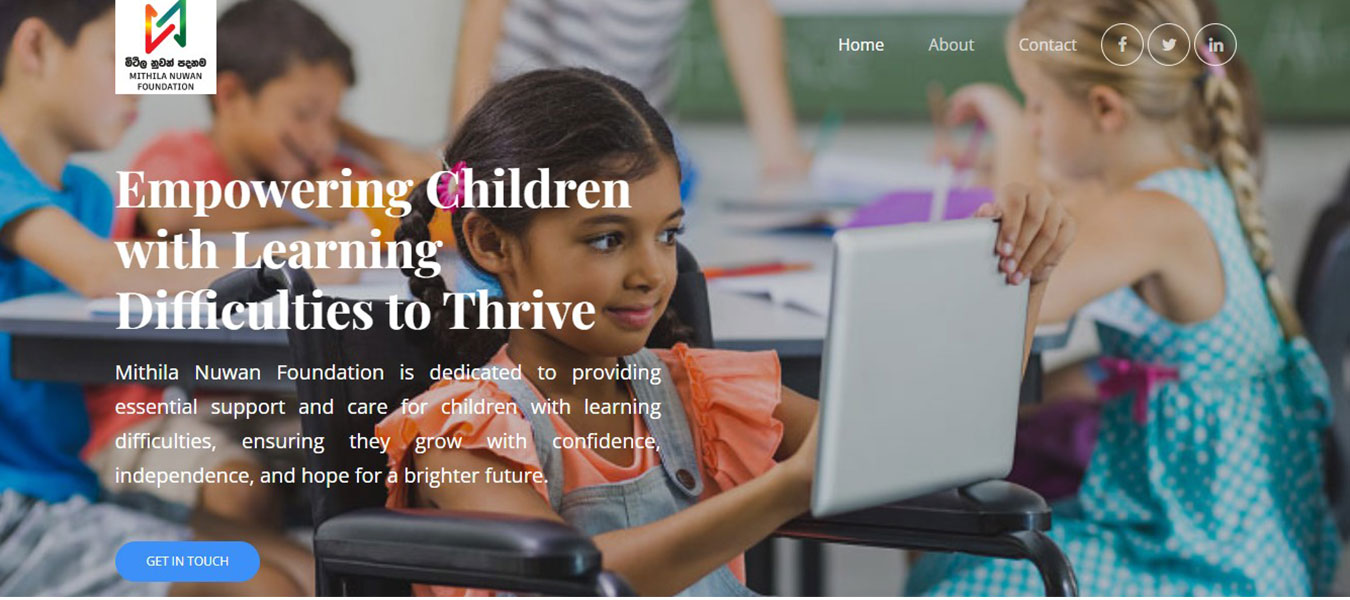 මිථිල නුවන් පදනම
MITHILA NUWAN
FOUNDATION
Home
About
Contact
Empowering Children
with Learning
Difficulties to Thrive
Mithila Nuwan Foundation is dedicated to providing
essential support and care for children with learning
difficulties, ensuring they grow with confidence,
independence, and hope for a brighter future.
GET IN TOUCH